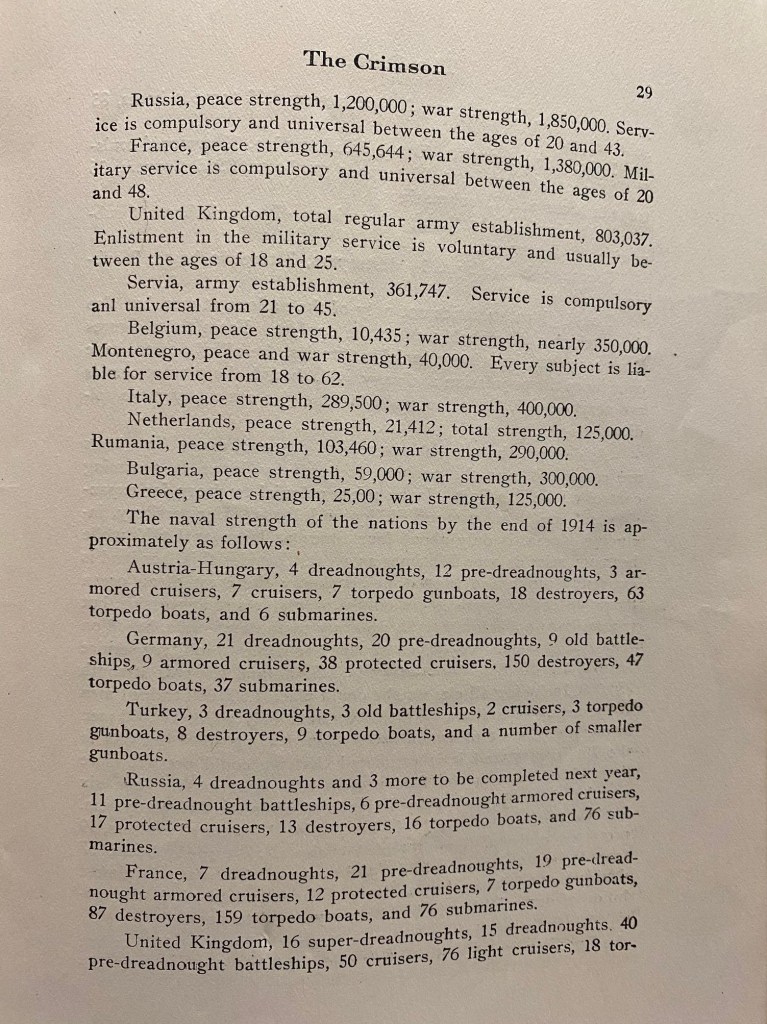 The Crimson
29
Russia, peace strength, 1,200,000; war strength, 1,850,000. Serv-
ice is compulsory and universal between the ages of 20 and 43.
France, peace strength, 645,644; war strength, 1,380,000. Mil-
itary service is compulsory and universal between the ages of 20
and 48.
United Kingdom, total regular army establishment, 803,037.
Enlistment in the military service is voluntary and usually be-
tween the ages of 18 and 25.
Servia, army establishment, 361,747. Service is compulsory
anl universal from 21 to 45.
Belgium, peace strength, 10,435; war strength, nearly 350,000.
Montenegro, peace and war strength, 40,000. Every subject is lia-
ble for service from 18 to 62.
Italy, peace strength, 289,500; war strength, 400,000.
Netherlands, peace strength, 21,412; total strength, 125,000.
Rumania, peace strength, 103,460; war strength, 290,000.
Bulgaria, peace strength, 59,000; war strength, 300,000.
Greece, peace strength, 25,00; war strength, 125,000.
The naval strength of the nations by the end of 1914 is ap-
proximately as follows:
Austria-Hungary, 4 dreadnoughts, 12 pre-dreadnoughts, 3 ar-
mored cruisers, 7 cruisers, 7 torpedo gunboats, 18 destroyers, 63
torpedo boats, and 6 submarines.
Germany, 21 dreadnoughts, 20 pre-dreadnoughts, 9 old battle-
ships, 9 armored cruisers, 38 protected cruisers, 150 destroyers, 47
torpedo boats, 37 submarines.
Turkey, 3 dreadnoughts, 3 old battleships, 2 cruisers, 3 torpedo
gunboats, 8 destroyers, 9 torpedo boats, and a number of smaller
gunboats.
Russia, 4 dreadnoughts and 3 more to be completed next year,
11 pre-dreadnought battleships, 6 pre-dreadnought armored cruisers,
17 protected cruisers, 13 destroyers, 16 torpedo boats, and 76 sub-
marines.
France, 7 dreadnoughts, 21 pre-dreadnoughts, 19 pre-dread-
nought armored cruisers, 12 protected cruisers, 7 torpedo gunboats,
87 destroyers, 159 torpedo boats, and 76 submarines.
United Kingdom, 16 super-dreadnoughts, 15 dreadnoughts. 40
pre-dreadnought battleships, 50 cruisers, 76 light cruisers, 18 tor-